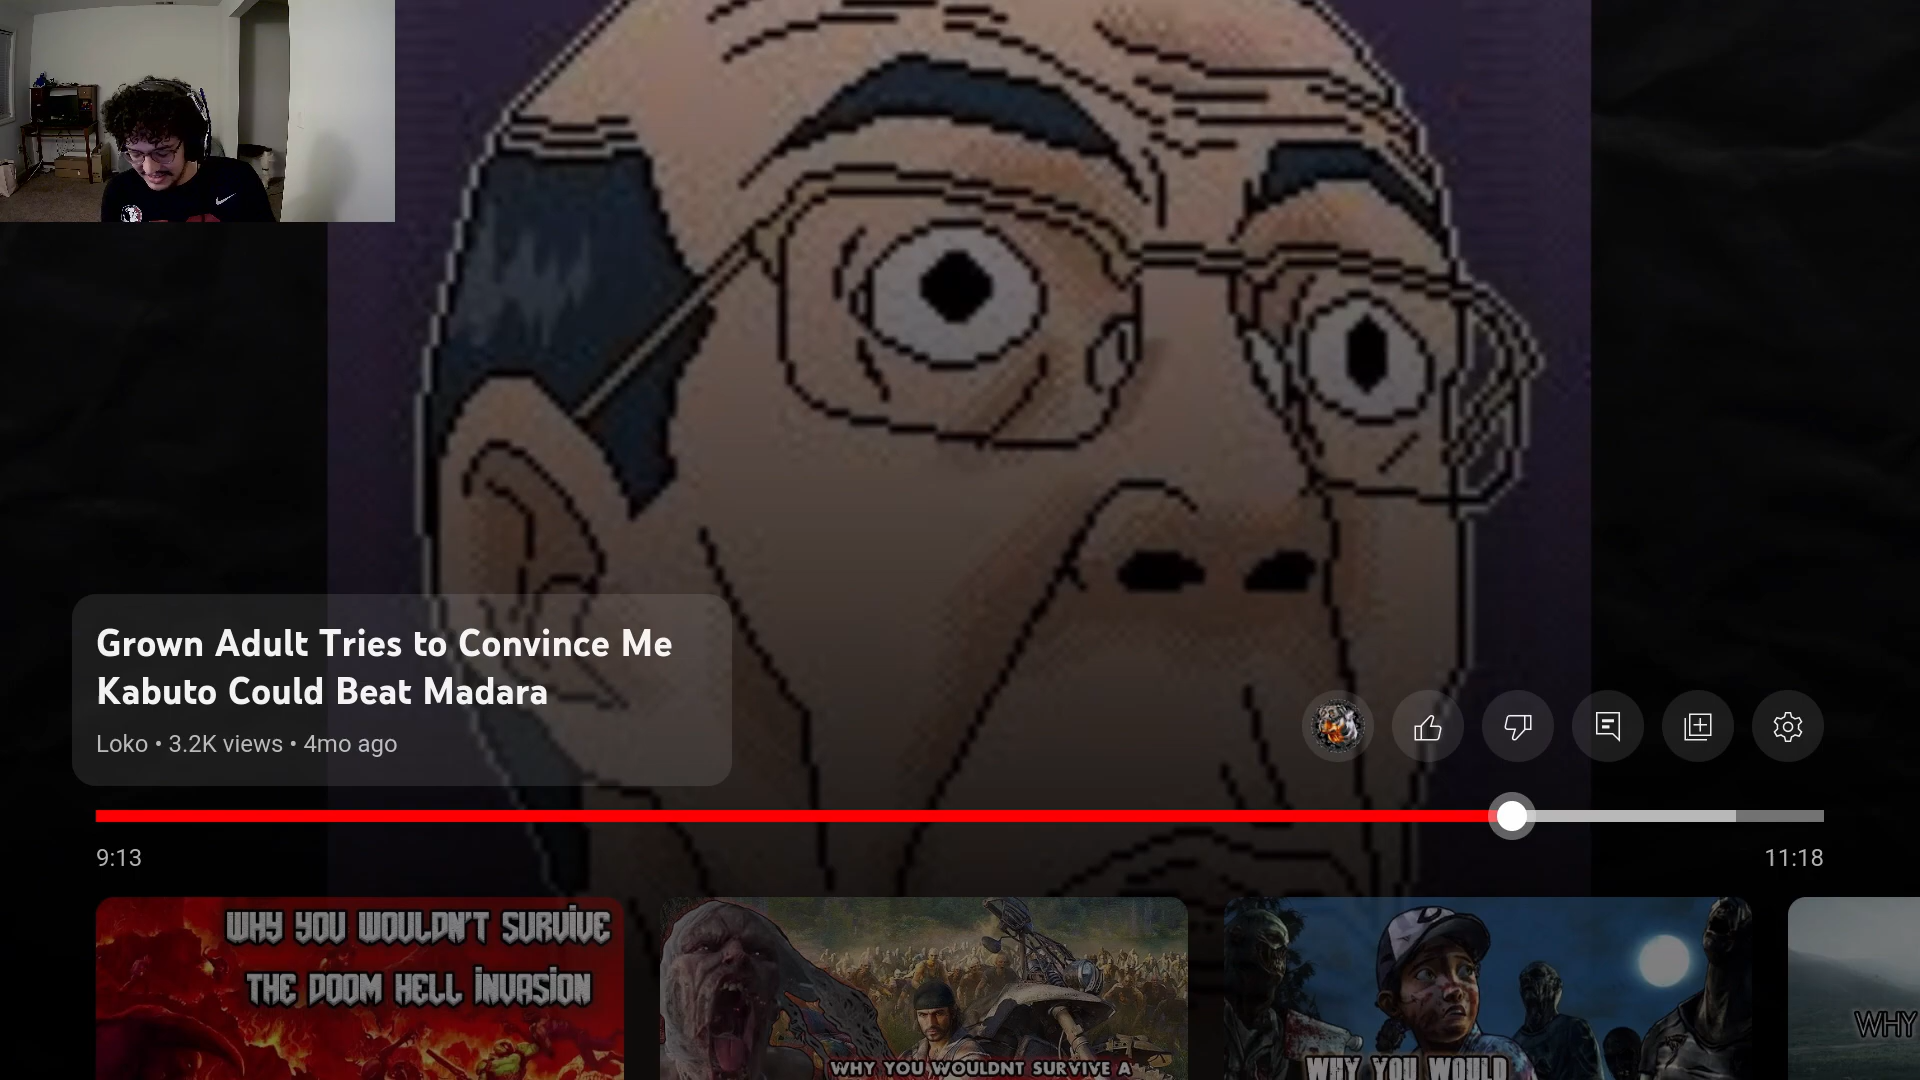 Grown Adult Tries to Convince Me
Kabuto Could Beat Madara
Loko • 3.2K views • 4mo ago
9:13
11:18
WHY YOU WOULDN'T SURVIVE
THE DOOM HELL INVASION
WHY YOU WOULDNT SURVIVE A
WHY YOU WOULD
WHY